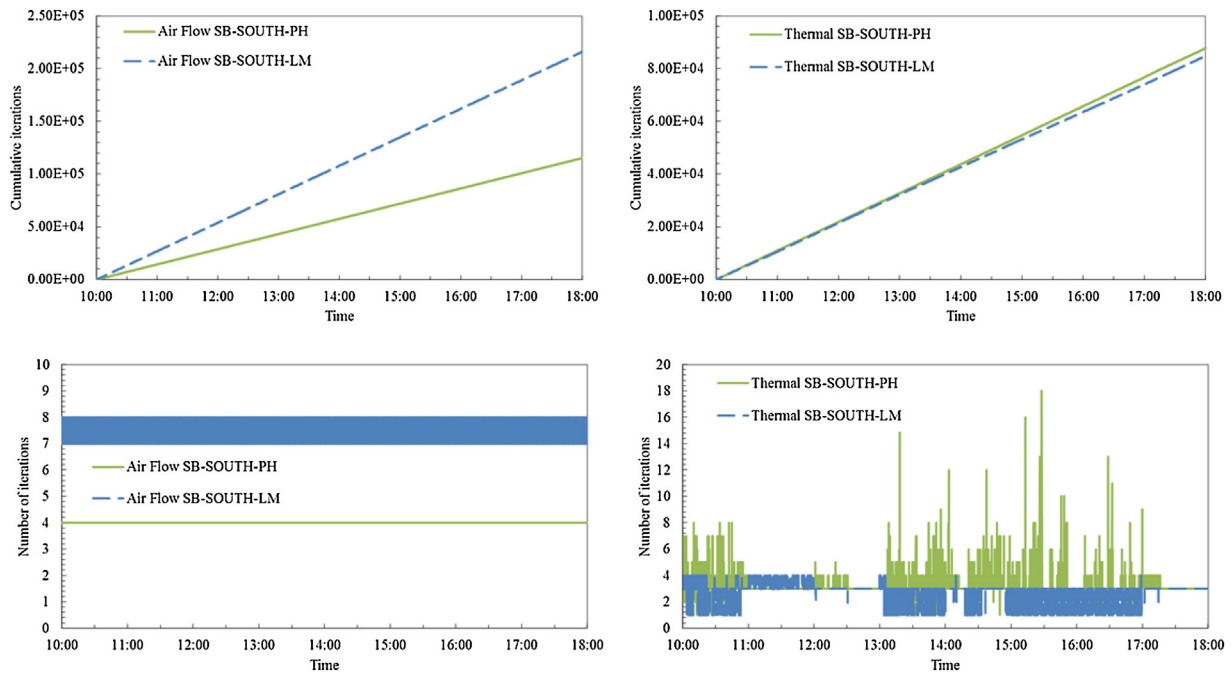 2.50E+05
2.00E+05
1.50E+05
1.00E+05
5.00E+04
0.00E+00
Cumulative iterations
Air Flow SB-SOUTH-PH
Air Flow SB-SOUTH-LM
10:00 11:00 12:00 13:00 14:00 15:00 16:00 17:00 18:00
Time
1.00E+05
8.00E+04
6.00E+04
4.00E+04
2.00E+04
0.00E+00
Cumulative iterations
Thermal SB-SOUTH-PH
Thermal SB-SOUTH-LM
10:00 11:00 12:00 13:00 14:00 15:00 16:00 17:00 18:00
Time
10
9
8
7
6
5
4
3
2
1
0
Number of iterations
Air Flow SB-SOUTH-PH
Air Flow SB-SOUTH-LM
10:00 11:00 12:00 13:00 14:00 15:00 16:00 17:00 18:00
Time
20
18
16
14
12
10
8
6
4
2
0
Number of iterations
Thermal SB-SOUTH-PH
Thermal SB-SOUTH-LM
10:00 11:00 12:00 13:00 14:00 15:00 16:00 17:00 18:00
Time